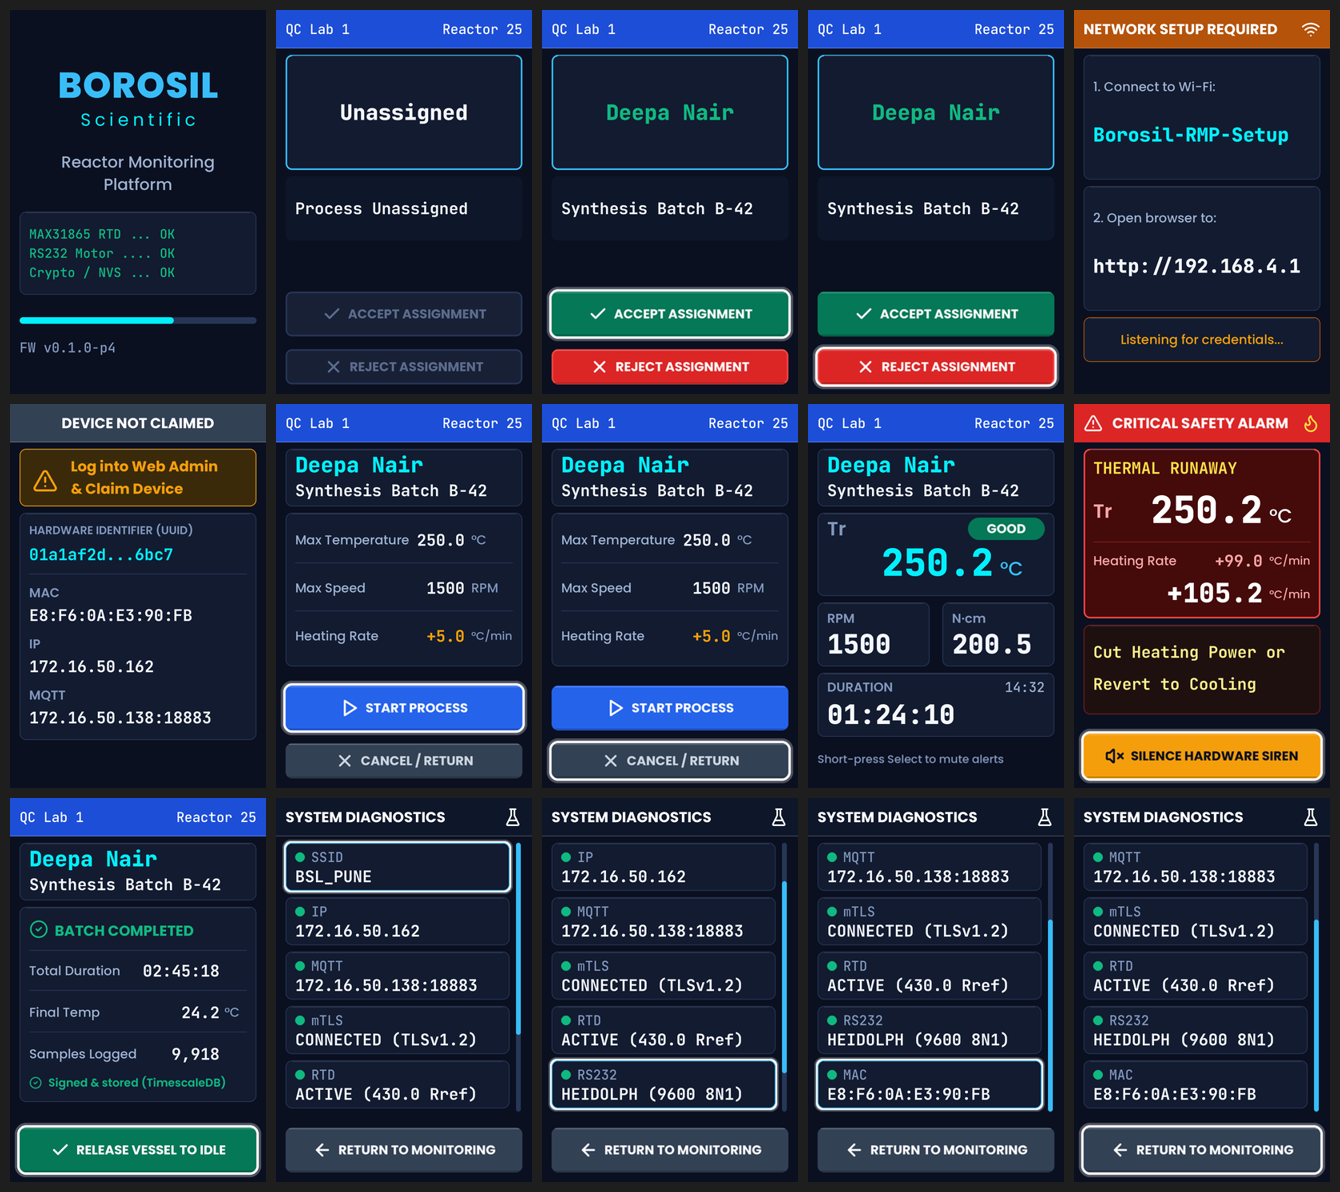 BOROSIL
Scientific
Reactor Monitoring
Platform
MAX31865 RTD ... OK
RS232 Motor .... OK
Crypto / NVS ... OK
FW v0.1.0-p4
QC Lab 1 Reactor 25
Unassigned
Process Unassigned
ACCEPT ASSIGNMENT
REJECT ASSIGNMENT
QC Lab 1 Reactor 25
Deepa Nair
Synthesis Batch B-42
ACCEPT ASSIGNMENT
REJECT ASSIGNMENT
QC Lab 1 Reactor 25
Deepa Nair
Synthesis Batch B-42
ACCEPT ASSIGNMENT
REJECT ASSIGNMENT
NETWORK SETUP REQUIRED
1. Connect to Wi-Fi:
Borosil-RMP-Setup
2. Open browser to:
http://192.168.4.1
Listening for credentials...
DEVICE NOT CLAIMED
Log into Web Admin
& Claim Device
HARDWARE IDENTIFIER (UUID)
01a1af2d...6bc7
MAC
E8:F6:0A:E3:90:FB
IP
172.16.50.162
MQTT
172.16.50.138:18883
QC Lab 1 Reactor 25
Deepa Nair
Synthesis Batch B-42
Max Temperature 250.0 °C
Max Speed 1500 RPM
Heating Rate +5.0 °C/min
START PROCESS
CANCEL / RETURN
QC Lab 1 Reactor 25
Deepa Nair
Synthesis Batch B-42
Max Temperature 250.0 °C
Max Speed 1500 RPM
Heating Rate +5.0 °C/min
START PROCESS
CANCEL / RETURN
QC Lab 1 Reactor 25
Deepa Nair
Synthesis Batch B-42
Tr GOOD
250.2 °C
RPM N·cm
1500 200.5
DURATION 14:32
01:24:10
Short-press Select to mute alerts
CRITICAL SAFETY ALARM
THERMAL RUNAWAY
Tr 250.2 °C
Heating Rate +99.0 °C/min
+105.2 °C/min
Cut Heating Power or
Revert to Cooling
SILENCE HARDWARE SIREN
QC Lab 1 Reactor 25
Deepa Nair
Synthesis Batch B-42
BATCH COMPLETED
Total Duration 02:45:18
Final Temp 24.2 °C
Samples Logged 9,918
Signed & stored (TimescaleDB)
RELEASE VESSEL TO IDLE
SYSTEM DIAGNOSTICS
SSID
BSL_PUNE
IP
172.16.50.162
MQTT
172.16.50.138:18883
mTLS
CONNECTED (TLSv1.2)
RTD
ACTIVE (430.0 Rref)
RETURN TO MONITORING
SYSTEM DIAGNOSTICS
IP
172.16.50.162
MQTT
172.16.50.138:18883
mTLS
CONNECTED (TLSv1.2)
RTD
ACTIVE (430.0 Rref)
RS232
HEIDOLPH (9600 8N1)
RETURN TO MONITORING
SYSTEM DIAGNOSTICS
MQTT
172.16.50.138:18883
mTLS
CONNECTED (TLSv1.2)
RTD
ACTIVE (430.0 Rref)
RS232
HEIDOLPH (9600 8N1)
MAC
E8:F6:0A:E3:90:FB
RETURN TO MONITORING
SYSTEM DIAGNOSTICS
MQTT
172.16.50.138:18883
mTLS
CONNECTED (TLSv1.2)
RTD
ACTIVE (430.0 Rref)
RS232
HEIDOLPH (9600 8N1)
MAC
E8:F6:0A:E3:90:FB
RETURN TO MONITORING